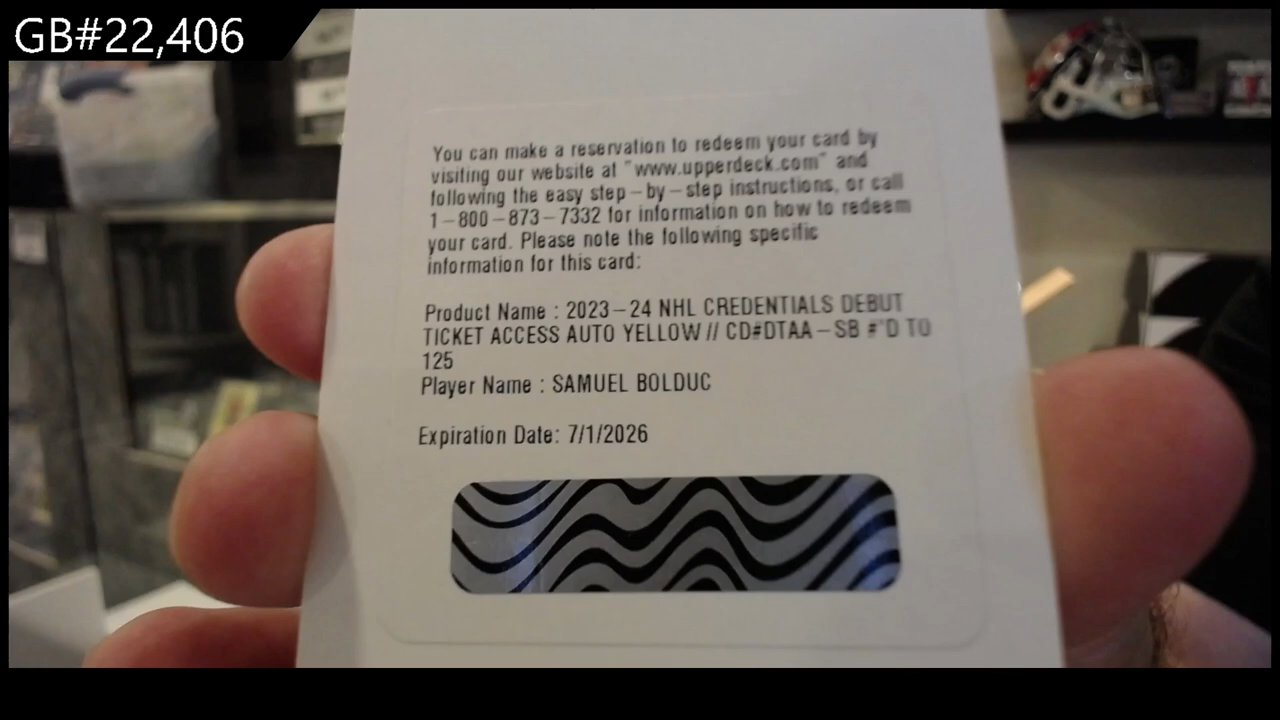 GB#22,406
You can make a reservation to redeem your card by
visiting our website at "www.upperdeck.com" and
following the easy step-by-step instructions, or call
1-800-873-7332 for information on how to redeem
your card. Please note the following specific
information for this card:
Product Name : 2023-24 NHL CREDENTIALS DEBUT
TICKET ACCESS AUTO YELLOW // CD#DTAA-SB #'D TO
125
Player Name : SAMUEL BOLDUC
Expiration Date: 7/1/2026